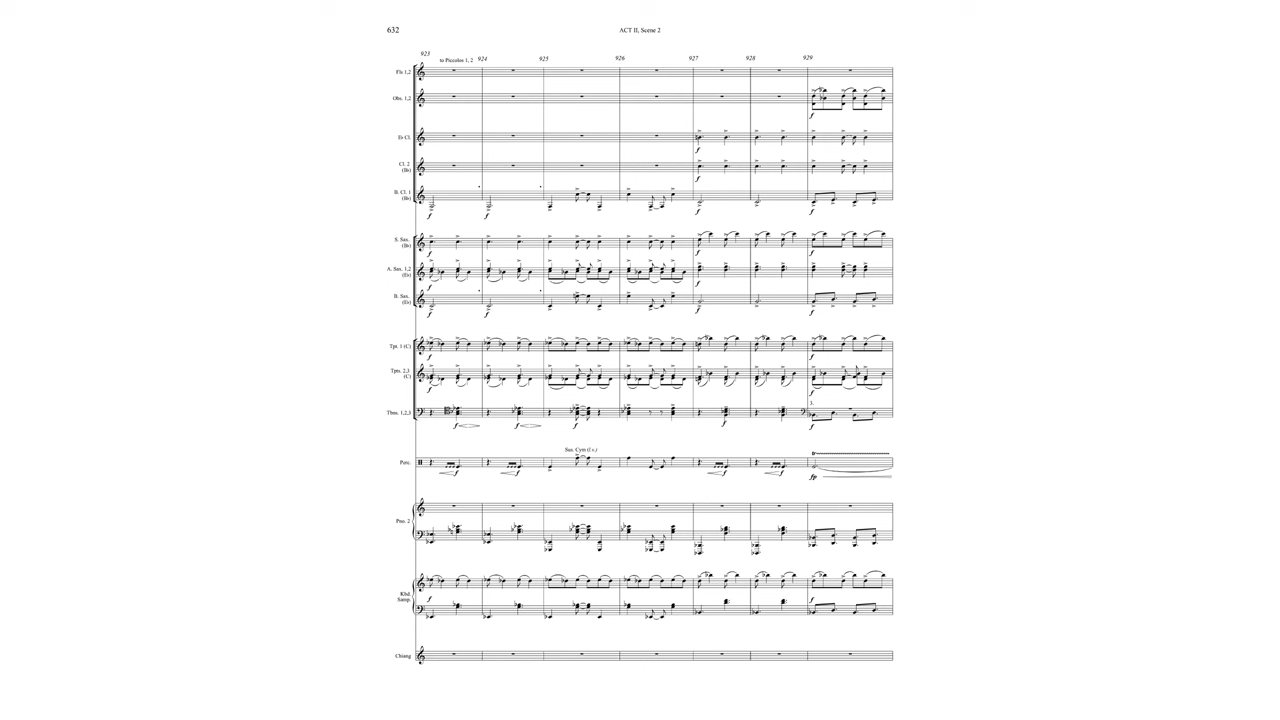 632
ACT II, Scene 2
923
to Piccolos 1, 2
924
925
926
927
928
929
Fls 1,2
Obs. 1,2
f
E♭ Cl.
f
Cl. 2
(B♭)
f
B. Cl. 1
(B♭)
f f
S. Sax.
(B♭)
f
A. Sax. 1,2
(E♭)
f
B. Sax.
(E♭)
f f f f
Tpt. 1 (C)
f f
Tpts. 2,3
(C)
f
Tbns. 1,2,3
3.
f f f f f
Sus. Cym (l.v.)
Perc.
f f f f fp
Pno. 2
Kbd.
Samp.
f f
Chiang